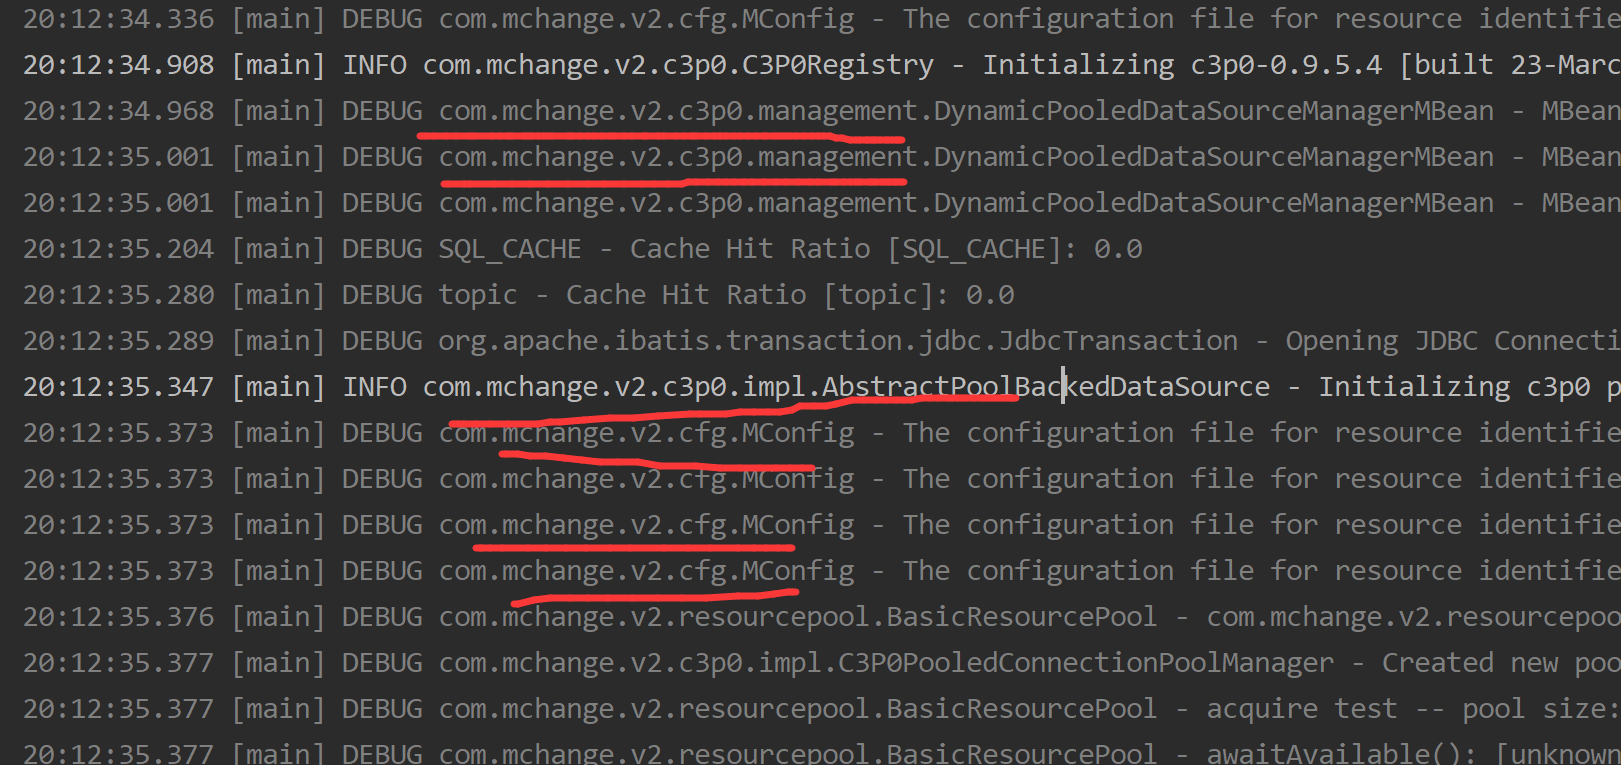 20:12:34.336 [main] DEBUG com.mchange.v2.cfg.MConfig - The configuration file for resource identifie
20:12:34.908 [main] INFO com.mchange.v2.c3p0.C3P0Registry - Initializing c3p0-0.9.5.4 [built 23-Marc
20:12:34.968 [main] DEBUG com.mchange.v2.c3p0.management.DynamicPooledDataSourceManagerMBean - MBean
20:12:35.001 [main] DEBUG com.mchange.v2.c3p0.management.DynamicPooledDataSourceManagerMBean - MBean
20:12:35.001 [main] DEBUG com.mchange.v2.c3p0.management.DynamicPooledDataSourceManagerMBean - MBean
20:12:35.204 [main] DEBUG SQL_CACHE - Cache Hit Ratio [SQL_CACHE]: 0.0
20:12:35.280 [main] DEBUG topic - Cache Hit Ratio [topic]: 0.0
20:12:35.289 [main] DEBUG org.apache.ibatis.transaction.jdbc.JdbcTransaction - Opening JDBC Connecti
20:12:35.347 [main] INFO com.mchange.v2.c3p0.impl.AbstractPoolBackedDataSource - Initializing c3p0 p
20:12:35.373 [main] DEBUG com.mchange.v2.cfg.MConfig - The configuration file for resource identifie
20:12:35.373 [main] DEBUG com.mchange.v2.cfg.MConfig - The configuration file for resource identifie
20:12:35.373 [main] DEBUG com.mchange.v2.cfg.MConfig - The configuration file for resource identifie
20:12:35.373 [main] DEBUG com.mchange.v2.cfg.MConfig - The configuration file for resource identifie
20:12:35.376 [main] DEBUG com.mchange.v2.resourcepool.BasicResourcePool - com.mchange.v2.resourcepoo
20:12:35.377 [main] DEBUG com.mchange.v2.c3p0.impl.C3P0PooledConnectionPoolManager - Created new poo
20:12:35.377 [main] DEBUG com.mchange.v2.resourcepool.BasicResourcePool - acquire test -- pool size:
20:12:35.377 [main] DEBUG com.mchange.v2.resourcepool.BasicResourcePool - awaitAvailable(): [unknown